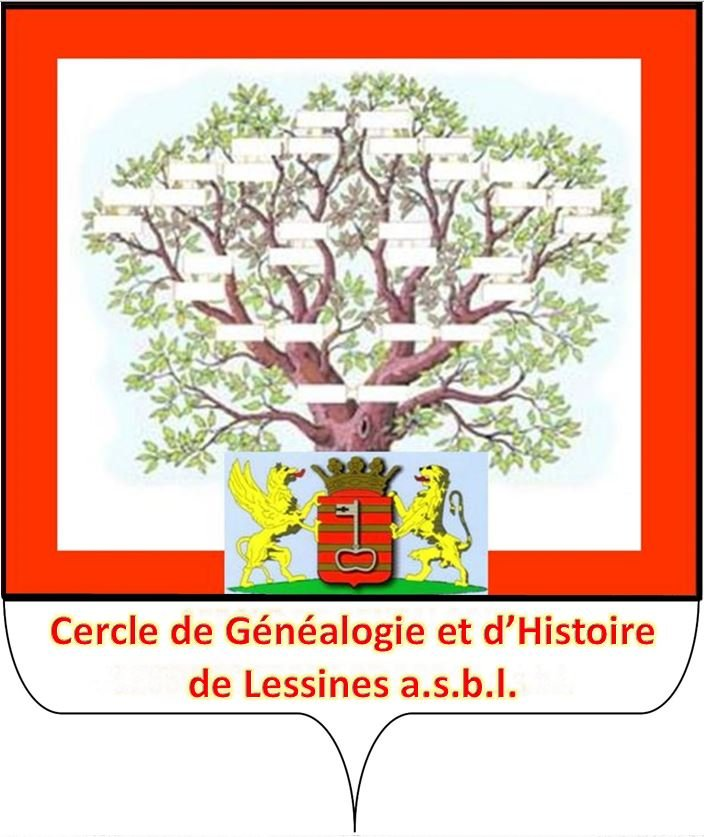 Cercle de Généalogie et d’Histoire
de Lessines a.s.b.l.